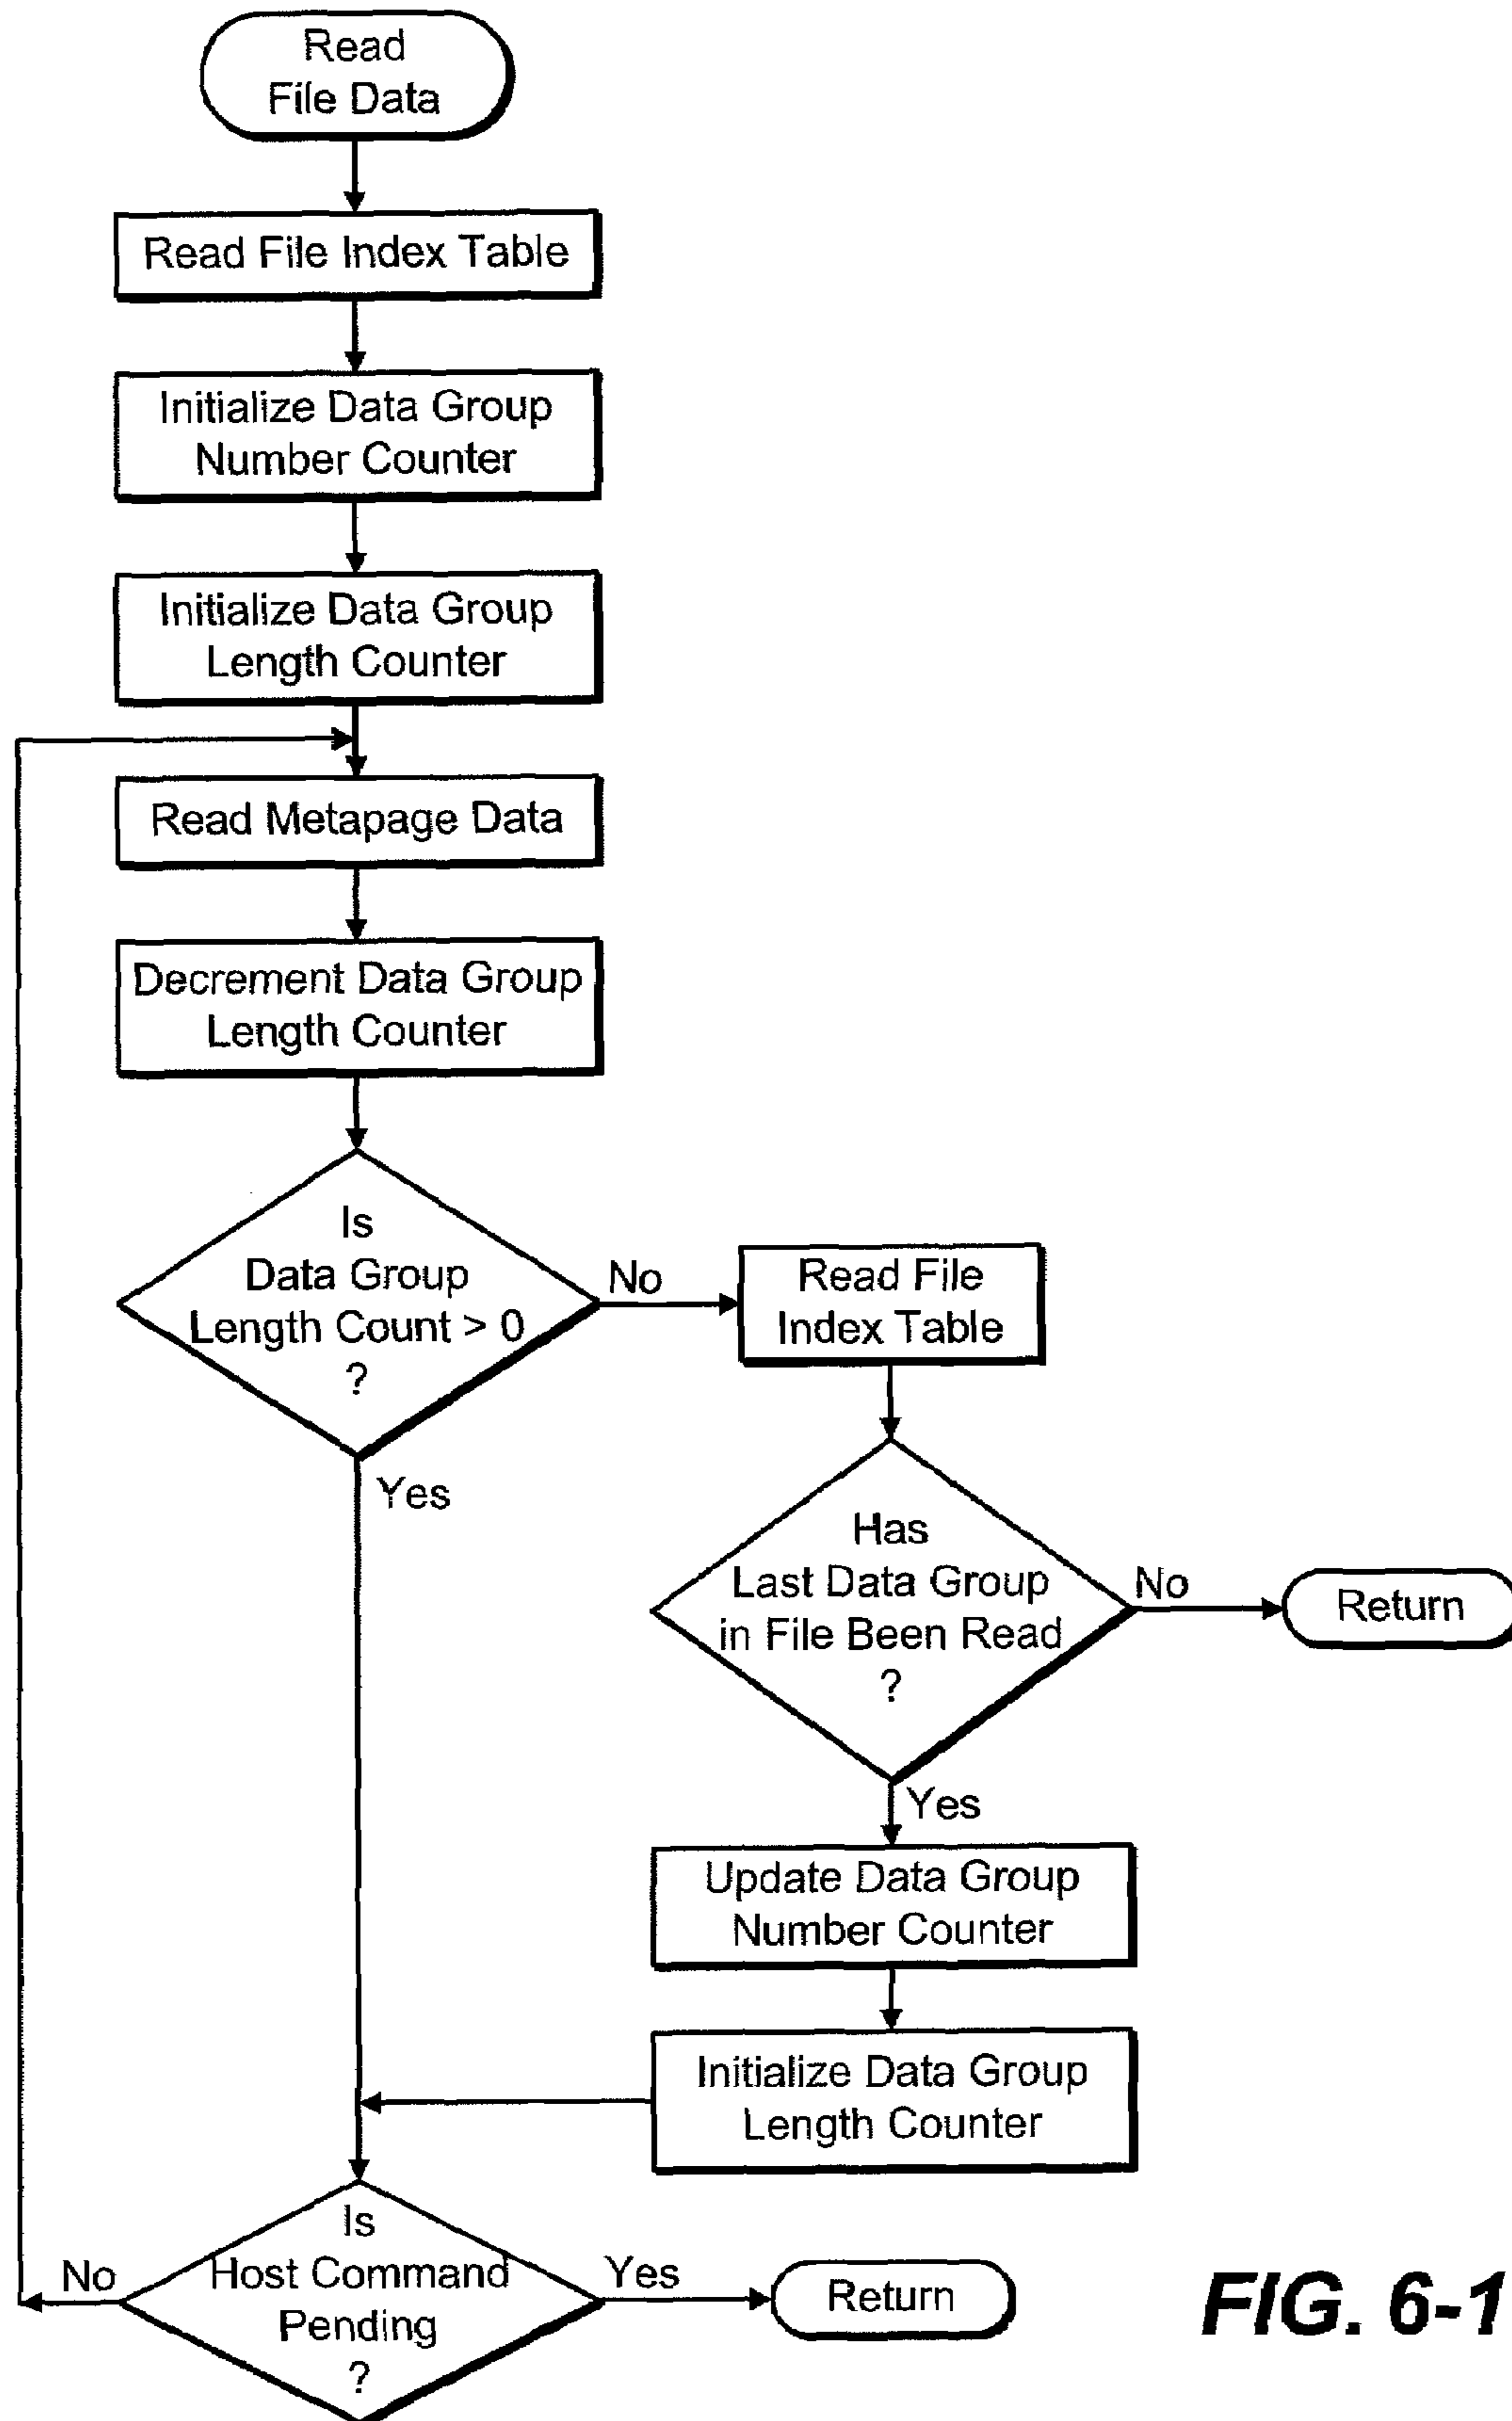 Read
File Data
Read File Index Table
Initialize Data Group
Number Counter
Initialize Data Group
Length Counter
Read Metapage Data
Decrement Data Group
Length Counter
Is
Data Group
Length Count > 0
?
No
Read File
Index Table
Yes
Has
Last Data Group
in File Been Read
?
No
Return
Yes
Update Data Group
Number Counter
Initialize Data Group
Length Counter
Is
Host Command
Pending
?
No
Yes
Return
FIG. 6-1